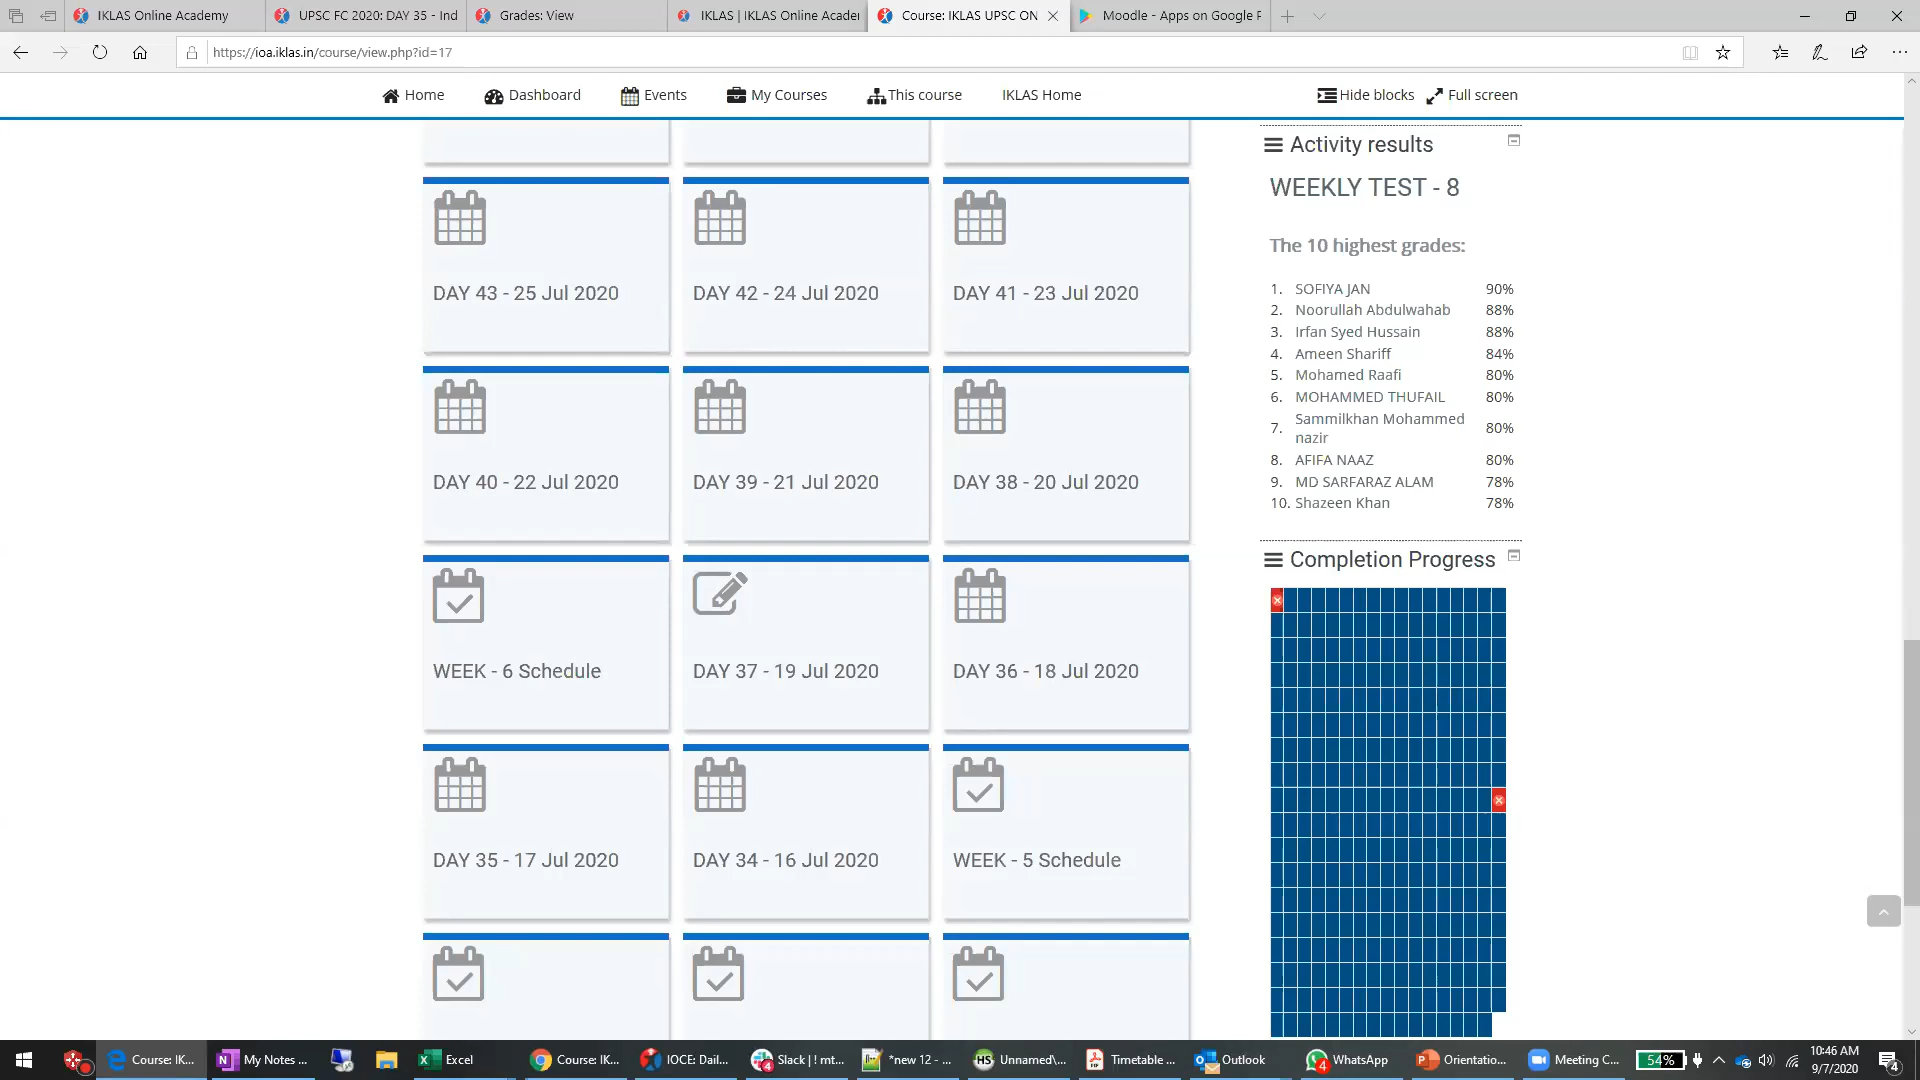 IKLAS Online Academy
UPSC FC 2020: DAY 35 - Ind
Grades: View
IKLAS | IKLAS Online Acader
Course: IKLAS UPSC ON
Moodle - Apps on Google F
https://ioa.iklas.in/course/view.php?id=17
Home
Dashboard
Events
My Courses
This course
IKLAS Home
Hide blocks
Full screen
DAY 43 - 25 Jul 2020
DAY 42 - 24 Jul 2020
DAY 41 - 23 Jul 2020
DAY 40 - 22 Jul 2020
DAY 39 - 21 Jul 2020
DAY 38 - 20 Jul 2020
WEEK - 6 Schedule
DAY 37 - 19 Jul 2020
DAY 36 - 18 Jul 2020
DAY 35 - 17 Jul 2020
DAY 34 - 16 Jul 2020
WEEK - 5 Schedule
Activity results
WEEKLY TEST - 8
The 10 highest grades:
1. SOFIYA JAN 90%
2. Noorullah Abdulwahab 88%
3. Irfan Syed Hussain 88%
4. Ameen Shariff 84%
5. Mohamed Raafi 80%
6. MOHAMMED THUFAIL 80%
7. Sammilkhan Mohammed
nazir 80%
8. AFIFA NAAZ 80%
9. MD SARFARAZ ALAM 78%
10. Shazeen Khan 78%
Completion Progress
Course: IK...
My Notes ...
Excel
Course: IK...
IOCE: Dail...
Slack | ! mt...
*new 12 - ...
Unnamed\...
Timetable ...
Outlook
WhatsApp
Orientatio...
Meeting C...
54%
10:46 AM
9/7/2020